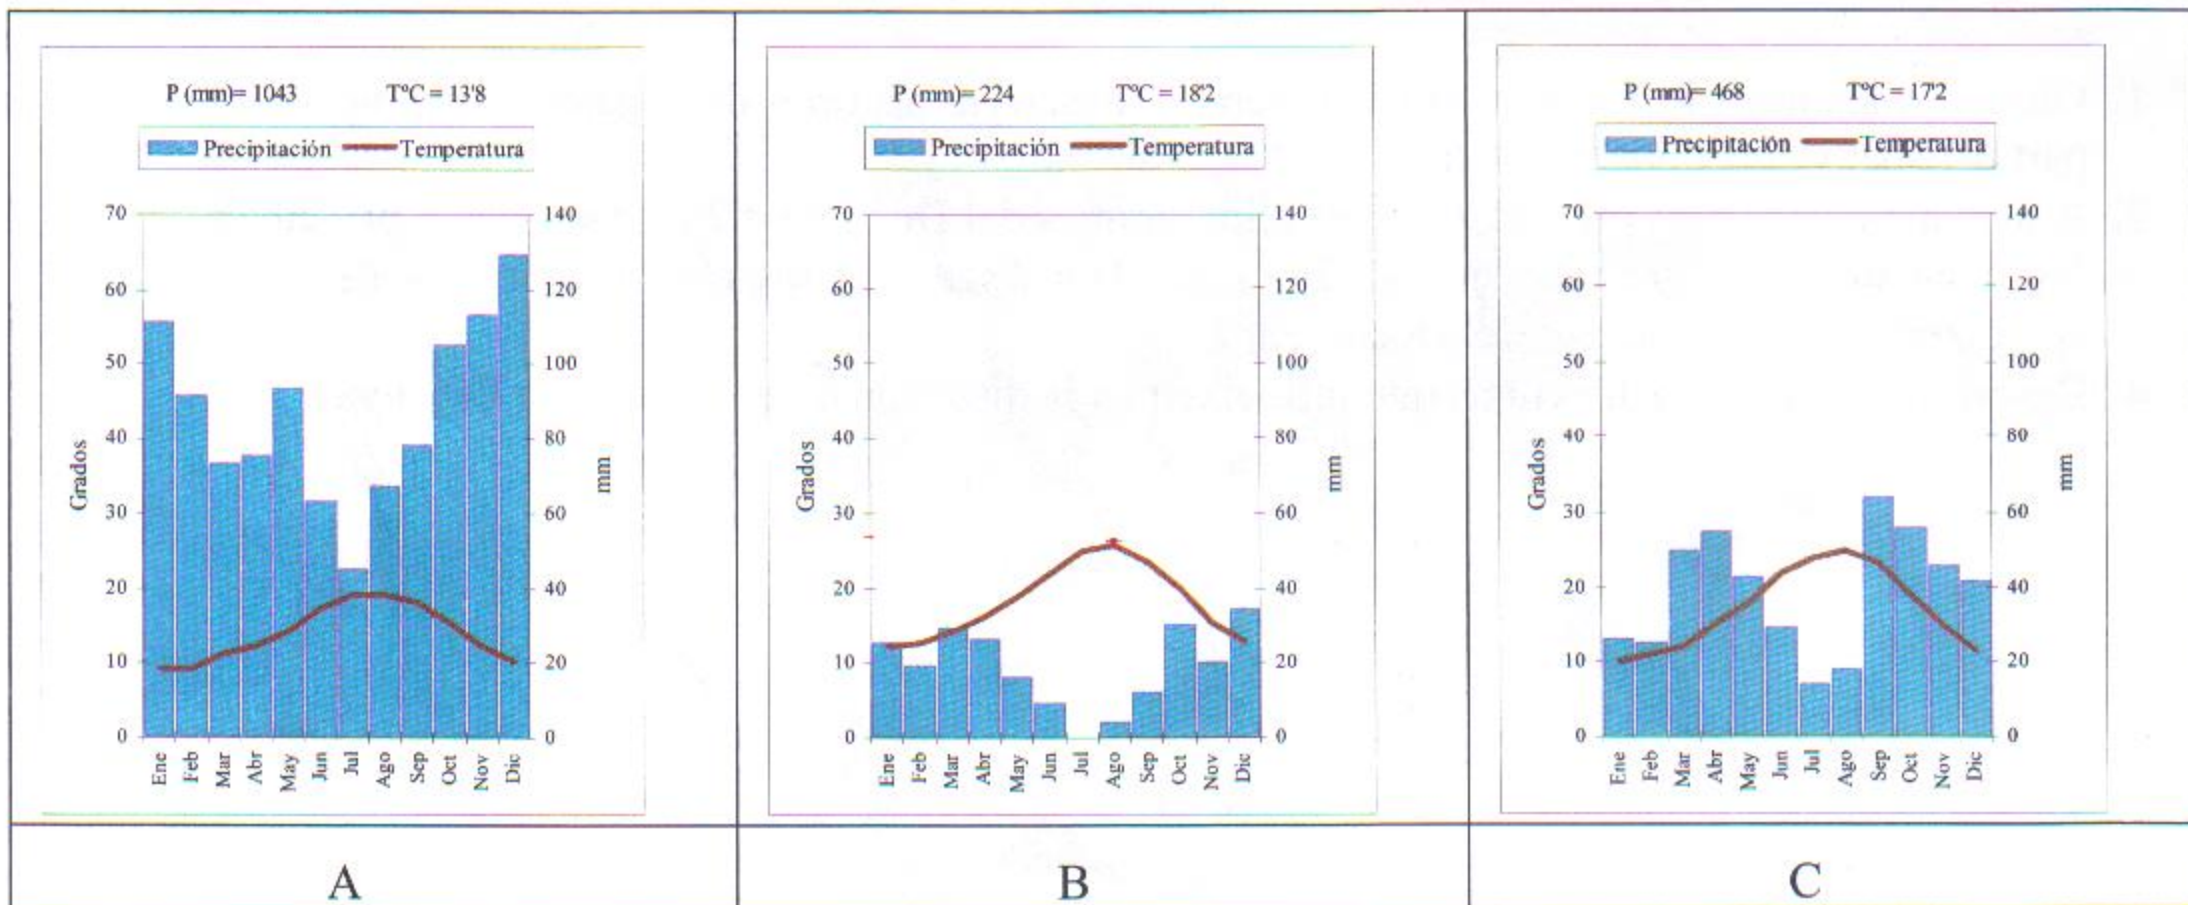 P (mm)= 1043 TºC = 13'8
Precipitación Temperatura
70 140
60 120
50 100
40 80
30 60
20 40
10 20
0 0
Grados
mm
Ene Feb Mar Abr May Jun Jul Ago Sep Oct Nov Dic
A
P (mm)= 224 TºC = 18'2
Precipitación Temperatura
70 140
60 120
50 100
40 80
30 60
20 40
10 20
0 0
Grados
mm
Ene Feb Mar Abr May Jun Jul Ago Sep Oct Nov Dic
B
P (mm)= 468 TºC = 17'2
Precipitación Temperatura
70 140
60 120
50 100
40 80
30 60
20 40
10 20
0 0
Grados
mm
Ene Feb Mar Abr May Jun Jul Ago Sep Oct Nov Dic
C